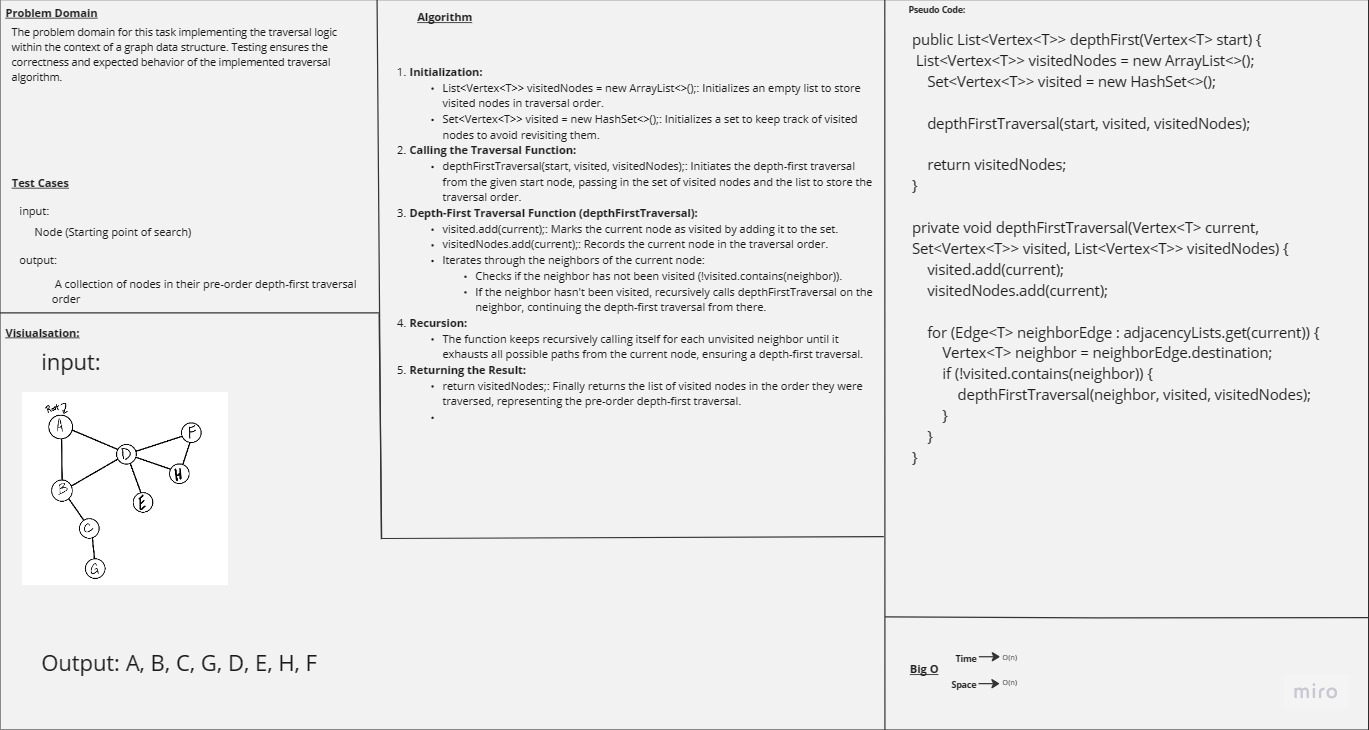 Problem Domain
The problem domain for this task implementing the traversal logic
within the context of a graph data structure. Testing ensures the
correctness and expected behavior of the implemented traversal
algorithm.
Test Cases
input:
Node (Starting point of search)
output:
A collection of nodes in their pre-order depth-first traversal
order
Visiualsation:
input:
Root
A
B
C
G
D
E
F
H
Output: A, B, C, G, D, E, H, F
Algorithm
1. Initialization:
• List<Vertex<T>> visitedNodes = new ArrayList<>();: Initializes an empty list to store
visited nodes in traversal order.
• Set<Vertex<T>> visited = new HashSet<>();: Initializes a set to keep track of visited
nodes to avoid revisiting them.
2. Calling the Traversal Function:
• depthFirstTraversal(start, visited, visitedNodes);: Initiates the depth-first traversal
from the given start node, passing in the set of visited nodes and the list to store the
traversal order.
3. Depth-First Traversal Function (depthFirstTraversal):
• visited.add(current);: Marks the current node as visited by adding it to the set.
• visitedNodes.add(current);: Records the current node in the traversal order.
• Iterates through the neighbors of the current node:
• Checks if the neighbor has not been visited (!visited.contains(neighbor)).
• If the neighbor hasn't been visited, recursively calls depthFirstTraversal on the
neighbor, continuing the depth-first traversal from there.
4. Recursion:
• The function keeps recursively calling itself for each unvisited neighbor until it
exhausts all possible paths from the current node, ensuring a depth-first traversal.
5. Returning the Result:
• return visitedNodes;: Finally returns the list of visited nodes in the order they were
traversed, representing the pre-order depth-first traversal.
•
Pseudo Code:
public List<Vertex<T>> depthFirst(Vertex<T> start) {
List<Vertex<T>> visitedNodes = new ArrayList<>();
Set<Vertex<T>> visited = new HashSet<>();
depthFirstTraversal(start, visited, visitedNodes);
return visitedNodes;
}
private void depthFirstTraversal(Vertex<T> current,
Set<Vertex<T>> visited, List<Vertex<T>> visitedNodes) {
visited.add(current);
visitedNodes.add(current);
for (Edge<T> neighborEdge : adjacencyLists.get(current)) {
Vertex<T> neighbor = neighborEdge.destination;
if (!visited.contains(neighbor)) {
depthFirstTraversal(neighbor, visited, visitedNodes);
}
}
}
Big O
Time
O(n)
Space
O(n)
miro